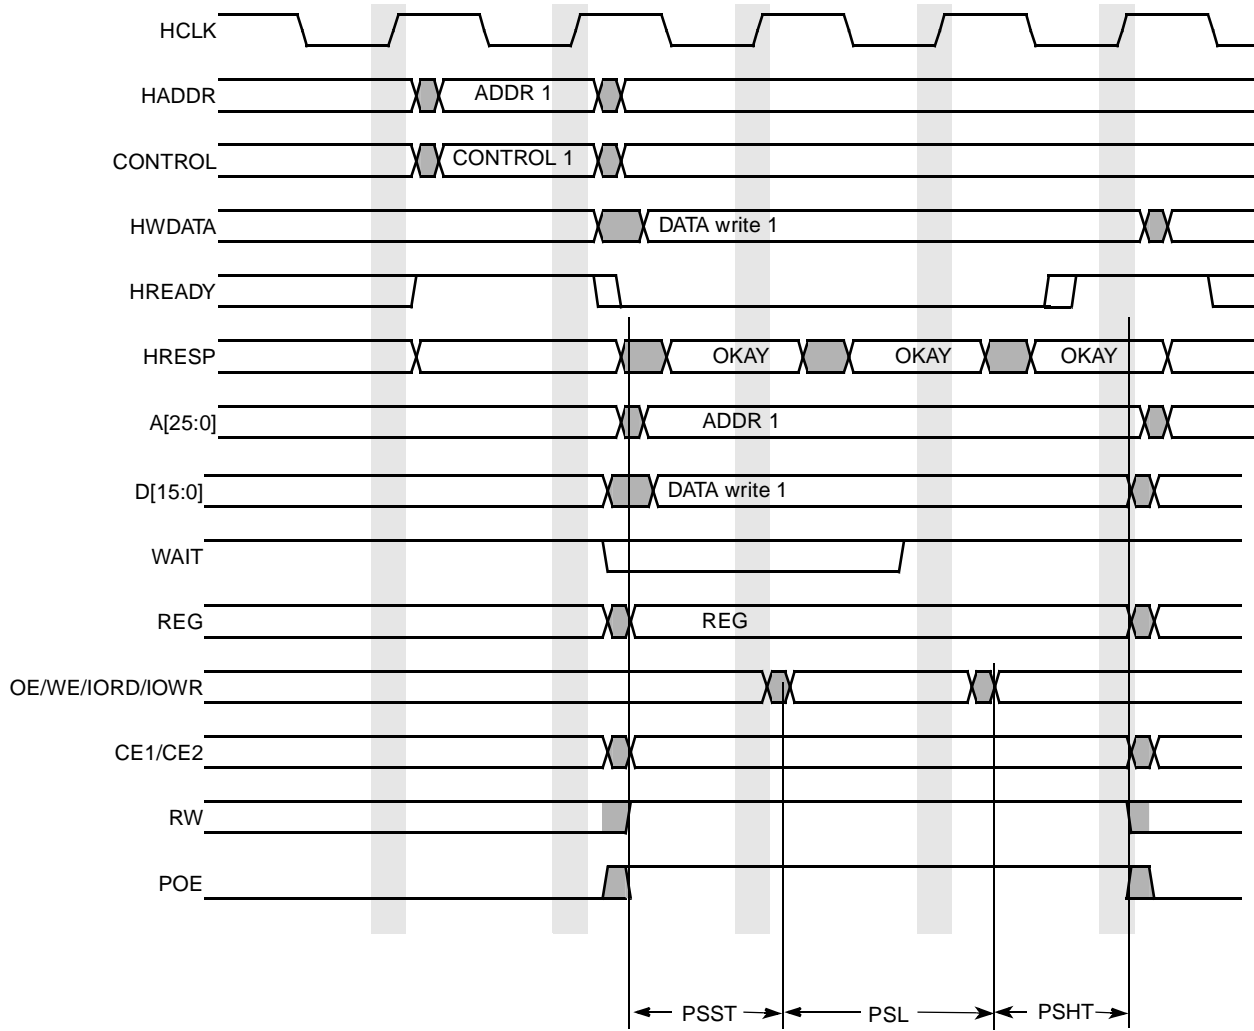 HCLK
HADDR
ADDR 1
CONTROL
CONTROL 1
HWDATA
DATA write 1
HREADY
HRESP
OKAY
OKAY
OKAY
A[25:0]
ADDR 1
D[15:0]
DATA write 1
WAIT
REG
REG
OE/WE/IORD/IOWR
CE1/CE2
RW
POE
PSST
PSL
PSHT